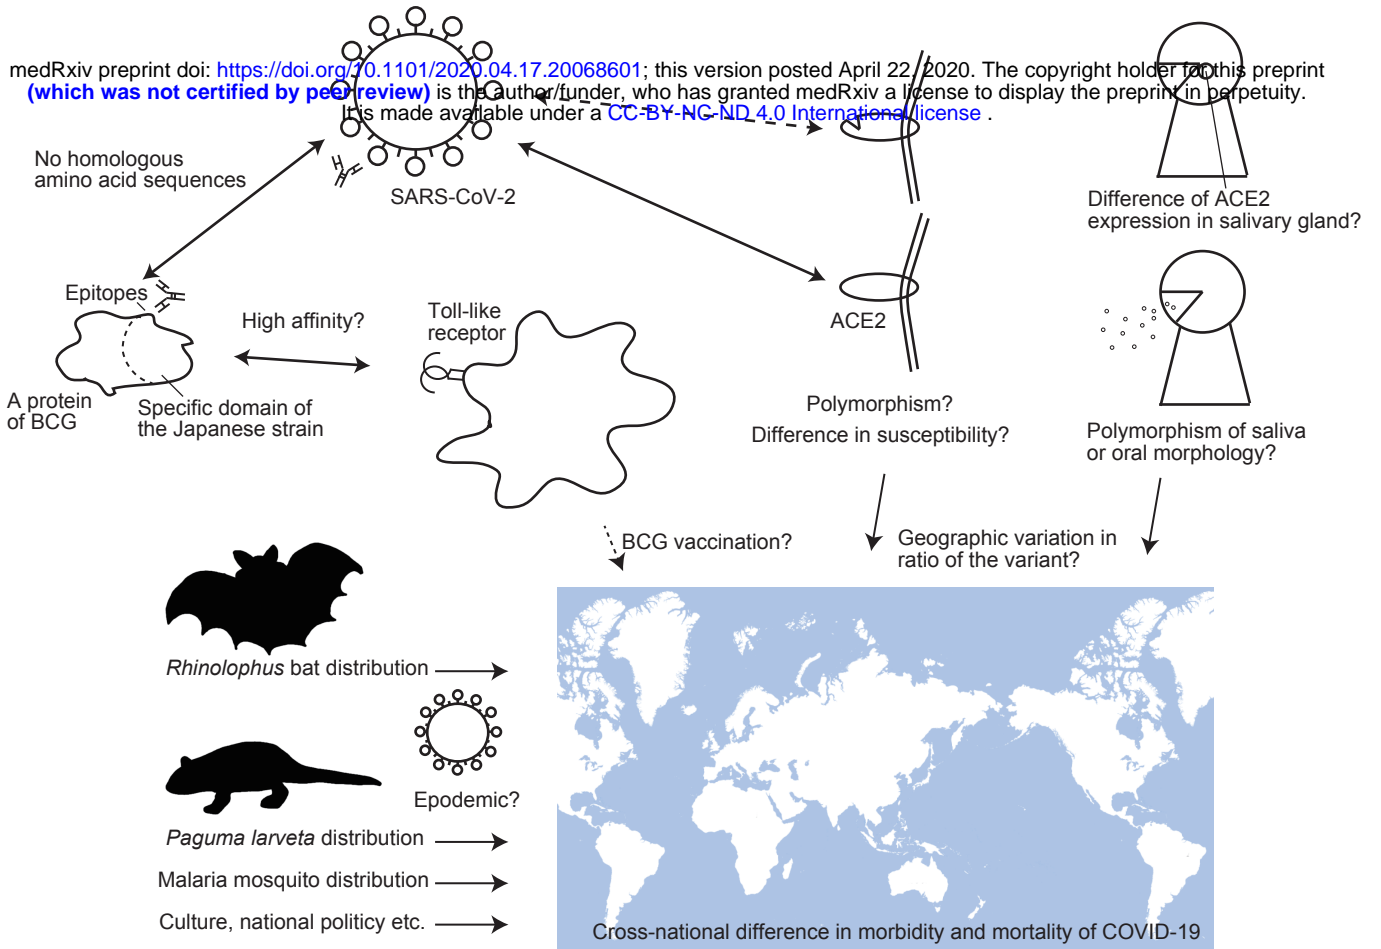 medRxiv preprint doi: https://doi.org/10.1101/2020.04.17.20068601; this version posted April 22, 2020. The copyright holder for this preprint
(which was not certified by peer review) is the author/funder, who has granted medRxiv a license to display the preprint in perpetuity.
It is made available under a CC-BY-NC-ND 4.0 International license .
No homologous
amino acid sequences
SARS-CoV-2
Difference of ACE2
expression in salivary gland?
Epitopes
High affinity?
Toll-like
receptor
ACE2
A protein
of BCG
Specific domain of
the Japanese strain
Polymorphism?
Difference in susceptibility?
Polymorphism of saliva
or oral morphology?
BCG vaccination?
Geographic variation in
ratio of the variant?
Rhinolophus bat distribution
Epodemic?
Paguma larveta distribution
Malaria mosquito distribution
Culture, national politicy etc.
Cross-national difference in morbidity and mortality of COVID-19